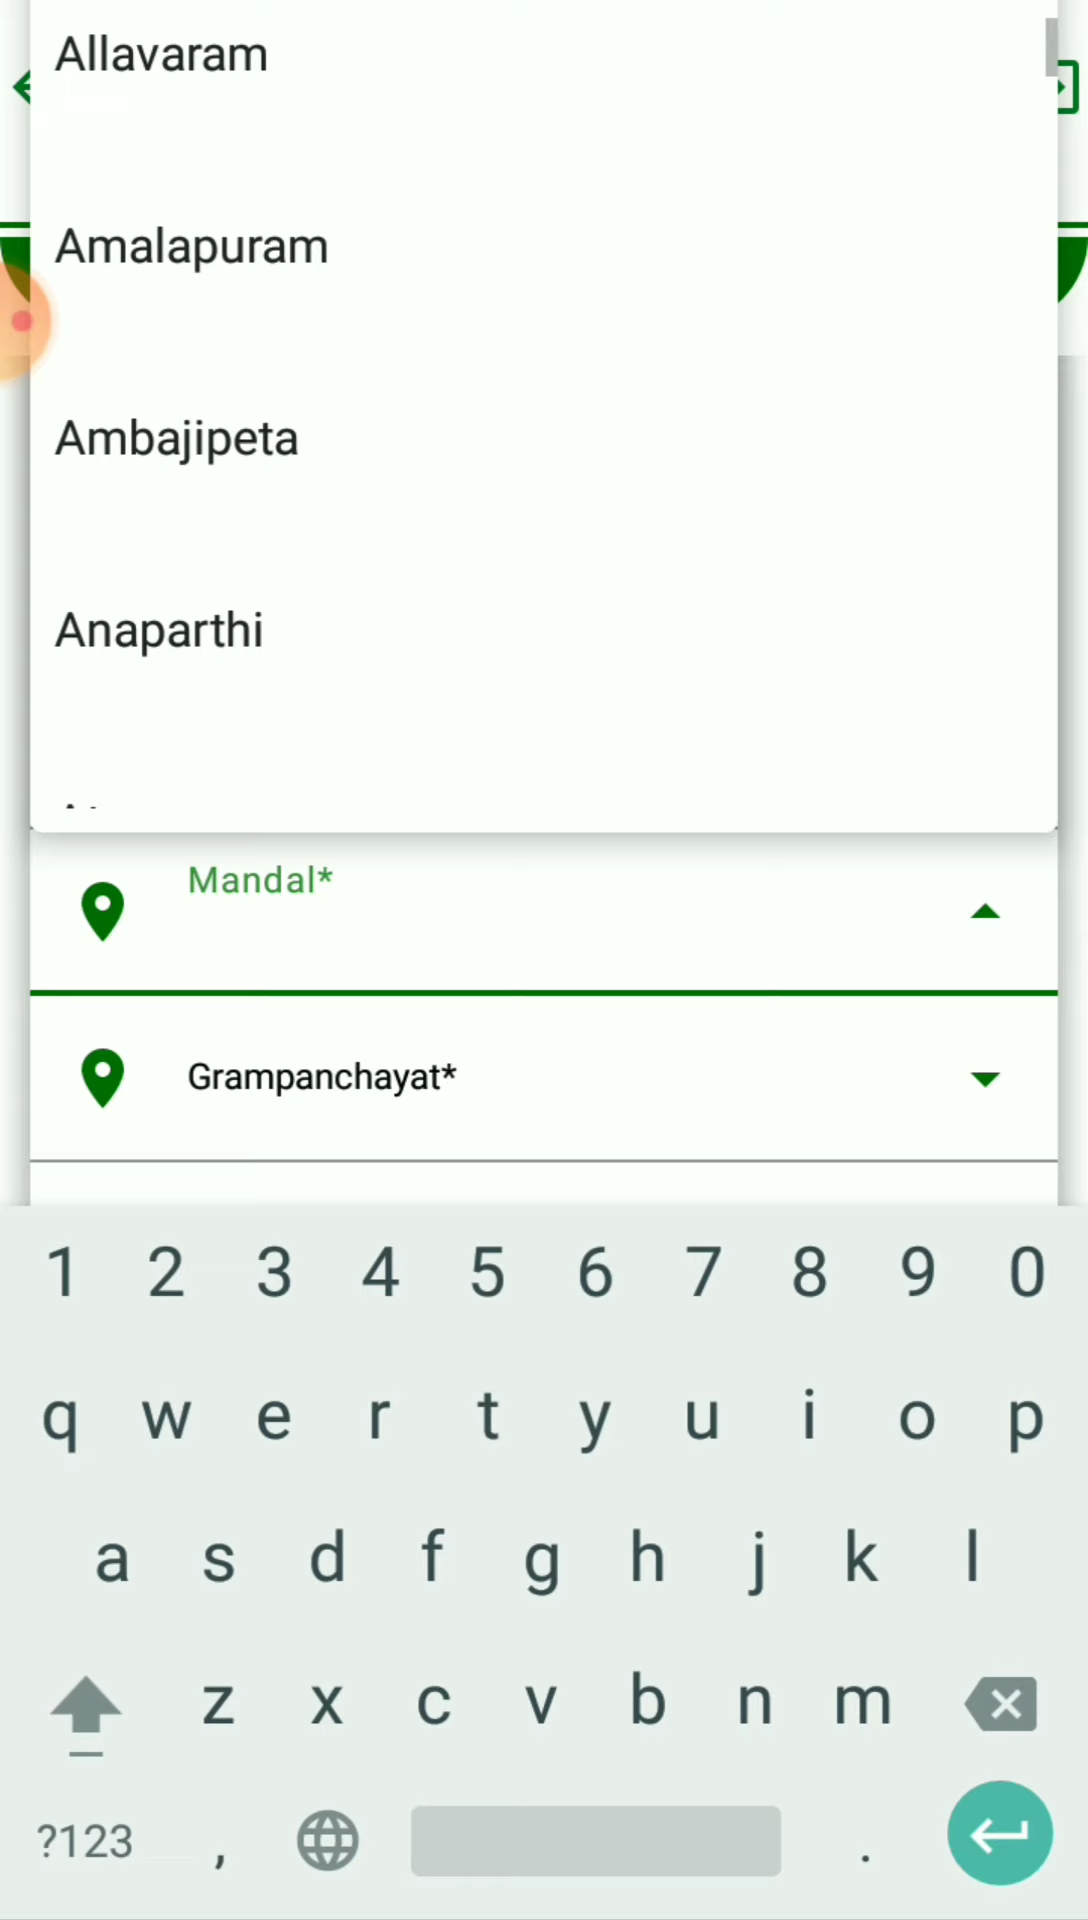 Allavaram
Amalapuram
Ambajipeta
Anaparthi
Mandal*
Grampanchayat*
1 2 3 4 5 6 7 8 9 0
q w e r t y u i o p
a s d f g h j k l
z x c v b n m
?123 , .